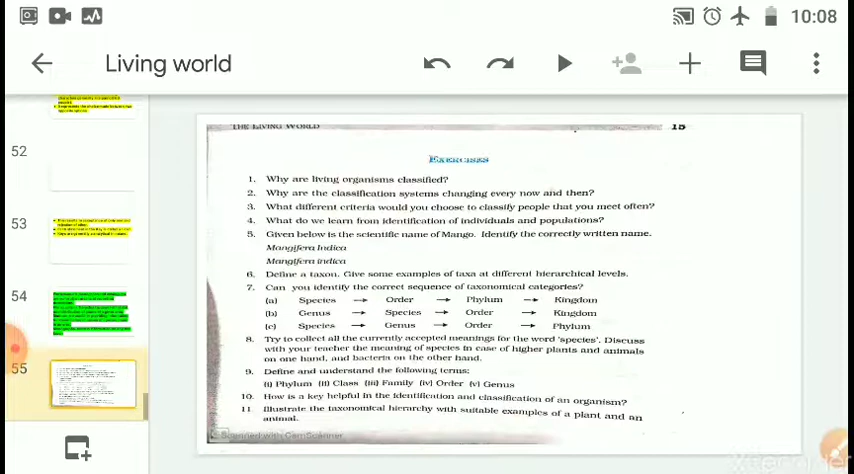 10:08
Living world
52
53
54
55
THE LIVING WORLD 15
EXERCISES
1. Why are living organisms classified?
2. Why are the classification systems changing every now and then?
3. What different criteria would you choose to classify people that you meet often?
4. What do we learn from identification of individuals and populations?
5. Given below is the scientific name of Mango. Identify the correctly written name.
Mangifera Indica
Mangifera indica
6. Define a taxon. Give some examples of taxa at different hierarchical levels.
7. Can you identify the correct sequence of taxonomical categories?
(a) Species → Order → Phylum → Kingdom
(b) Genus → Species → Order → Kingdom
(c) Species → Genus → Order → Phylum
8. Try to collect all the currently accepted meanings for the word 'species'. Discuss
with your teacher the meaning of species in case of higher plants and animals
on one hand, and bacteria on the other hand.
9. Define and understand the following terms:
(i) Phylum (ii) Class (iii) Family (iv) Order (v) Genus
10. How is a key helpful in the identification and classification of an organism?
11 Illustrate the taxonomical hierarchy with suitable examples of a plant and an
animal.
Scanned with CamScanner